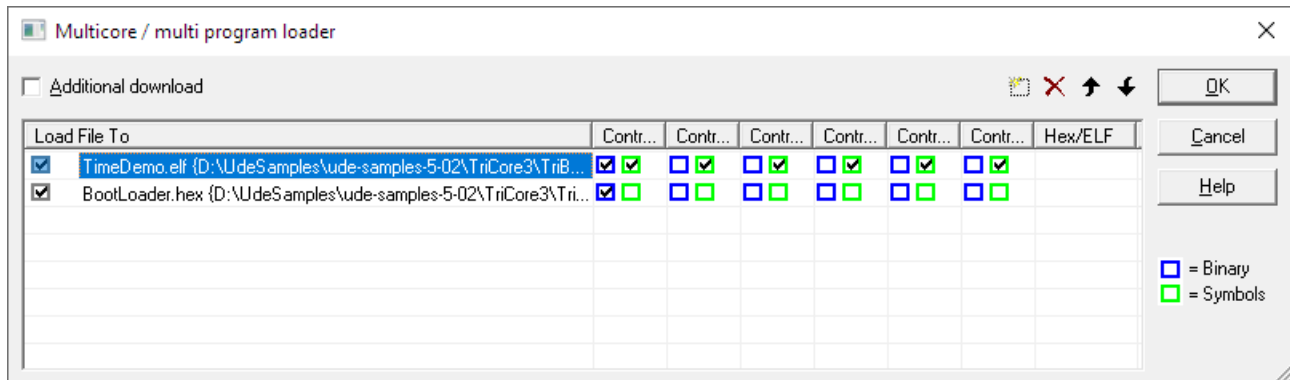 Multicore / multi program loader
Additional download
OK
Load File To Contr... Contr... Contr... Contr... Contr... Contr... Hex/ELF
Cancel
TimeDemo.elf {D:\UdeSamples\ude-samples-5-02\TriCore3\TriB...
BootLoader.hex {D:\UdeSamples\ude-samples-5-02\TriCore3\Tri...
Help
= Binary
= Symbols